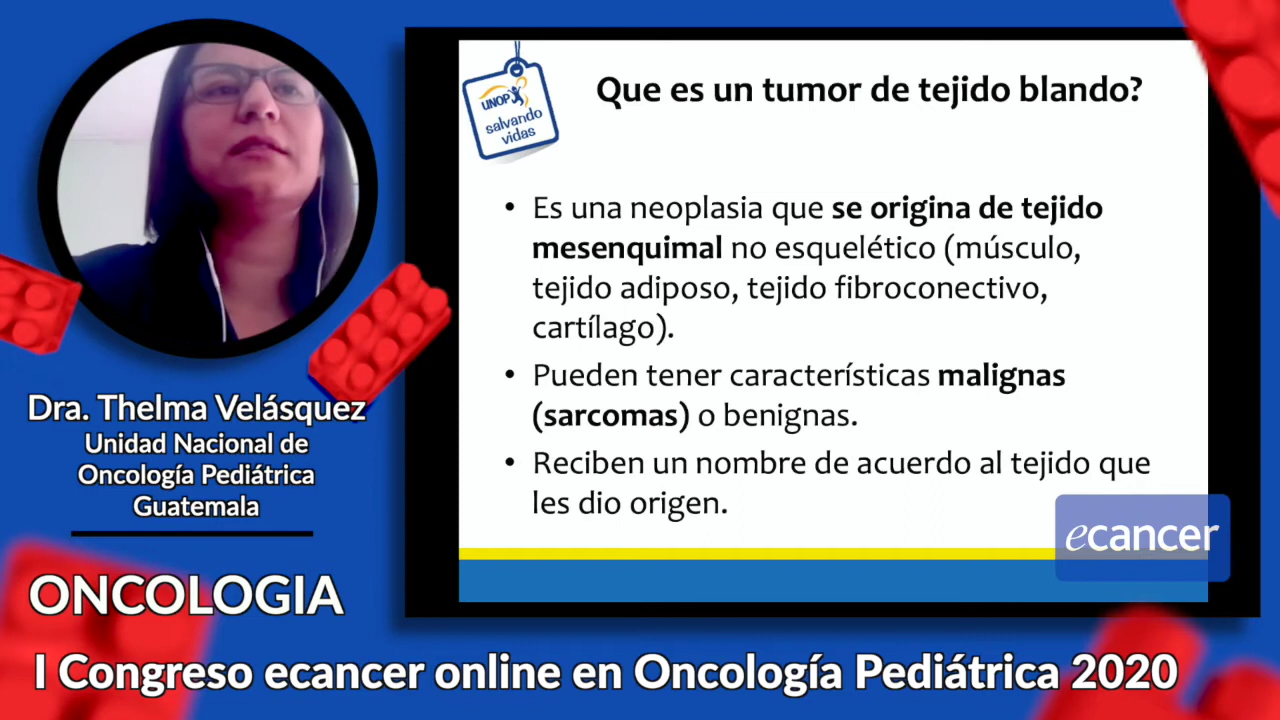 UNOP
salvando
vidas
Que es un tumor de tejido blando?
• Es una neoplasia que se origina de tejido
mesenquimal no esquelético (músculo,
tejido adiposo, tejido fibroconectivo,
cartílago).
• Pueden tener características malignas
(sarcomas) o benignas.
• Reciben un nombre de acuerdo al tejido que
les dio origen.
ecancer
Dra. Thelma Velásquez
Unidad Nacional de
Oncología Pediátrica
Guatemala
ONCOLOGIA
I Congreso ecancer online en Oncología Pediátrica 2020